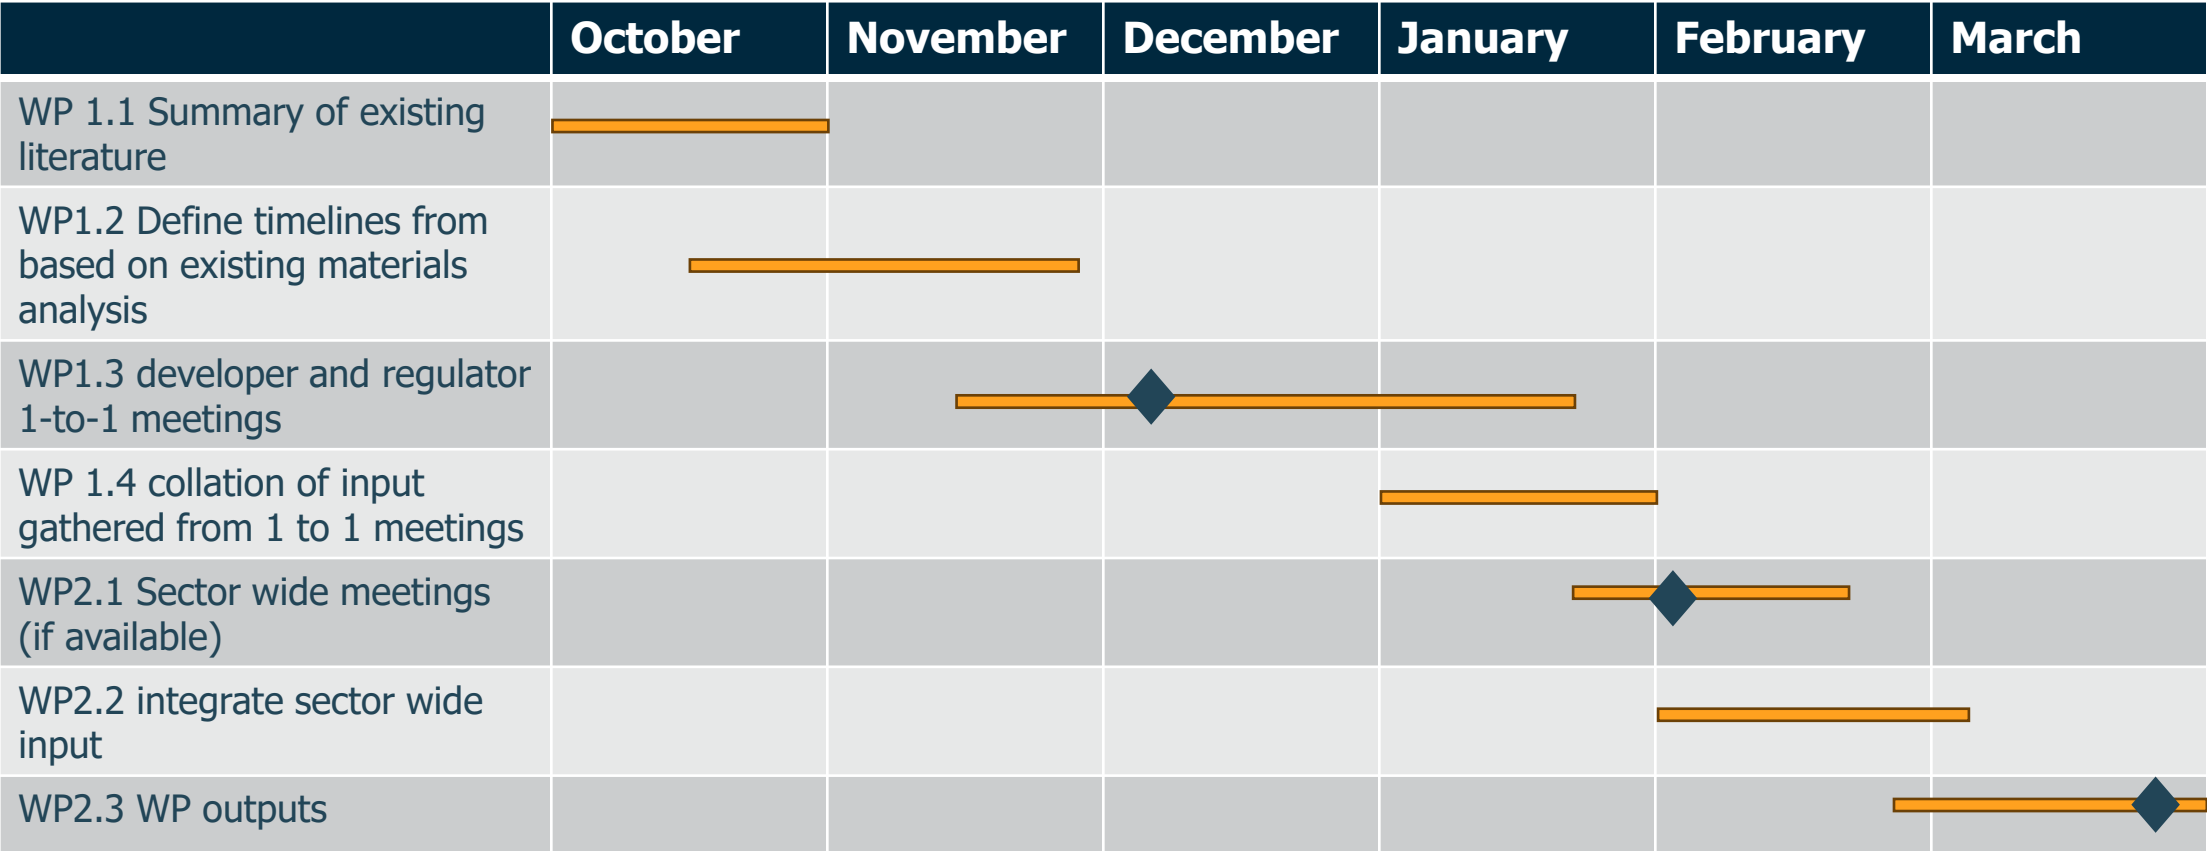 October November December January February March
WP 1.1 Summary of existing
literature
WP1.2 Define timelines from
based on existing materials
analysis
WP1.3 developer and regulator
1-to-1 meetings
WP 1.4 collation of input
gathered from 1 to 1 meetings
WP2.1 Sector wide meetings
(if available)
WP2.2 integrate sector wide
input
WP2.3 WP outputs